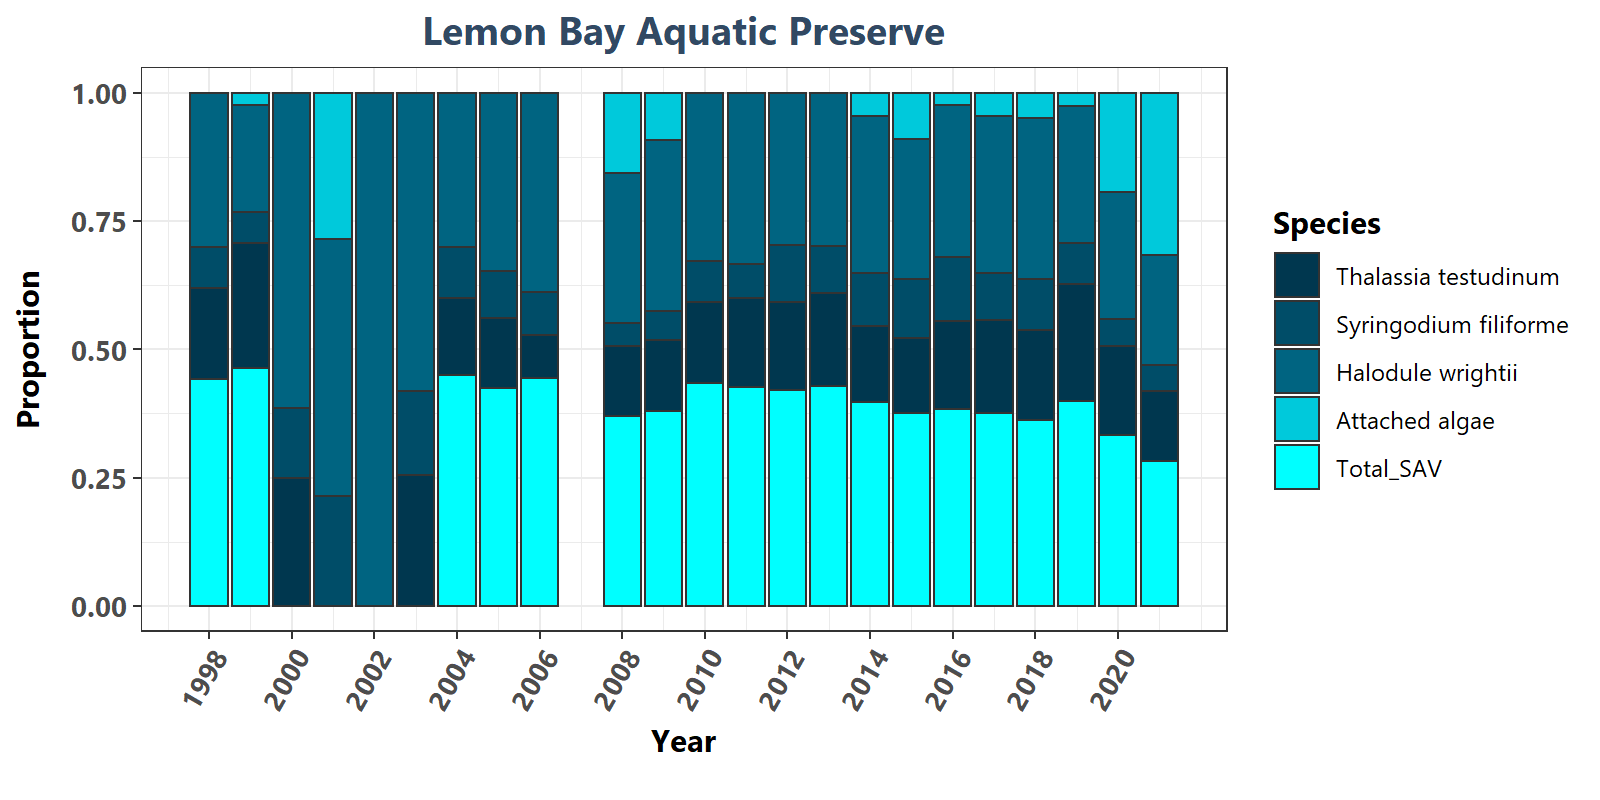 Lemon Bay Aquatic Preserve
1.00
0.75
0.50
0.25
0.00
Proportion
1998
2000
2002
2004
2006
2008
2010
2012
2014
2016
2018
2020
Year
Species
Thalassia testudinum
Syringodium filiforme
Halodule wrightii
Attached algae
Total_SAV